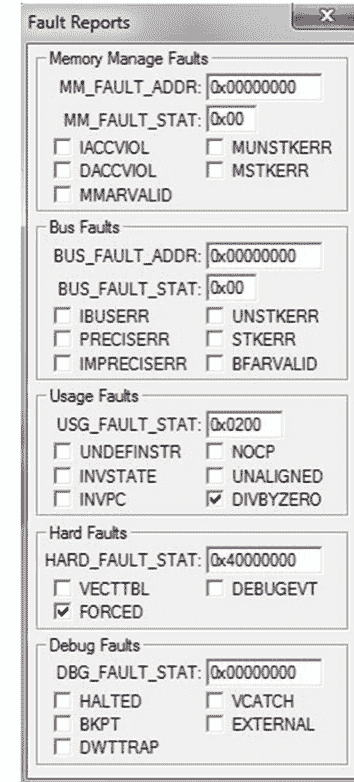 Fault Reports
Memory Manage Faults
MM_FAULT_ADDR: 0x00000000
MM_FAULT_STAT: 0x00
IACCVIOL MUNSTKERR
DACCVIOL MSTKERR
MMARVALID
Bus Faults
BUS_FAULT_ADDR: 0x00000000
BUS_FAULT_STAT: 0x00
IBUSERR UNSTKERR
PRECISERR STKERR
IMPRECISERR BFARVALID
Usage Faults
USG_FAULT_STAT: 0x0200
UNDEFINSTR NOCP
INVSTATE UNALIGNED
INVPC DIVBYZERO
Hard Faults
HARD_FAULT_STAT: 0x40000000
VECTTBL DEBUGEVT
FORCED
Debug Faults
DBG_FAULT_STAT: 0x00000000
HALTED VCATCH
BKPT EXTERNAL
DWTTRAP